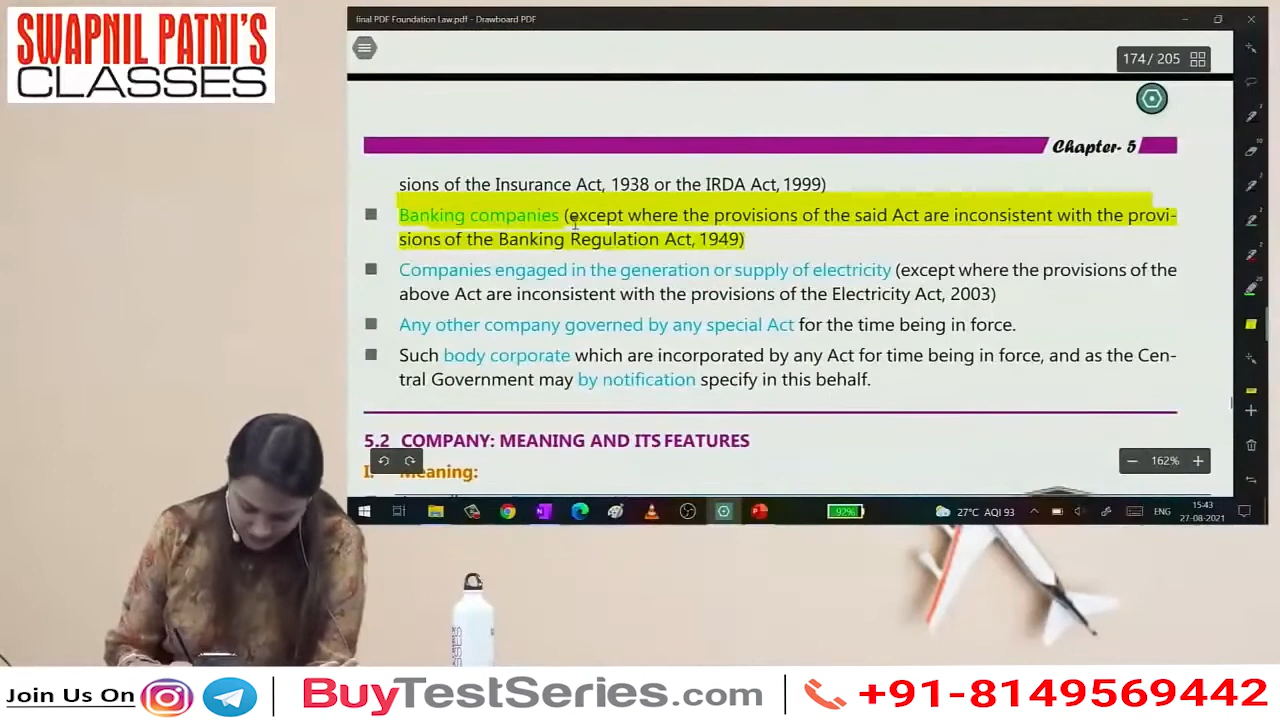 SWAPNIL PATNI'S
CLASSES
final PDF Foundation Law.pdf - Drawboard PDF
174 / 205
Chapter- 5
sions of the Insurance Act, 1938 or the IRDA Act, 1999)
Banking companies (except where the provisions of the said Act are inconsistent with the provi-
sions of the Banking Regulation Act, 1949)
Companies engaged in the generation or supply of electricity (except where the provisions of the
above Act are inconsistent with the provisions of the Electricity Act, 2003)
Any other company governed by any special Act for the time being in force.
Such body corporate which are incorporated by any Act for time being in force, and as the Cen-
tral Government may by notification specify in this behalf.
5.2 COMPANY: MEANING AND ITS FEATURES
I. Meaning:
162%
92%
27°C AQI 93
ENG
15:43
27-08-2021
Join Us On
BuyTestSeries.com
+91-8149569442